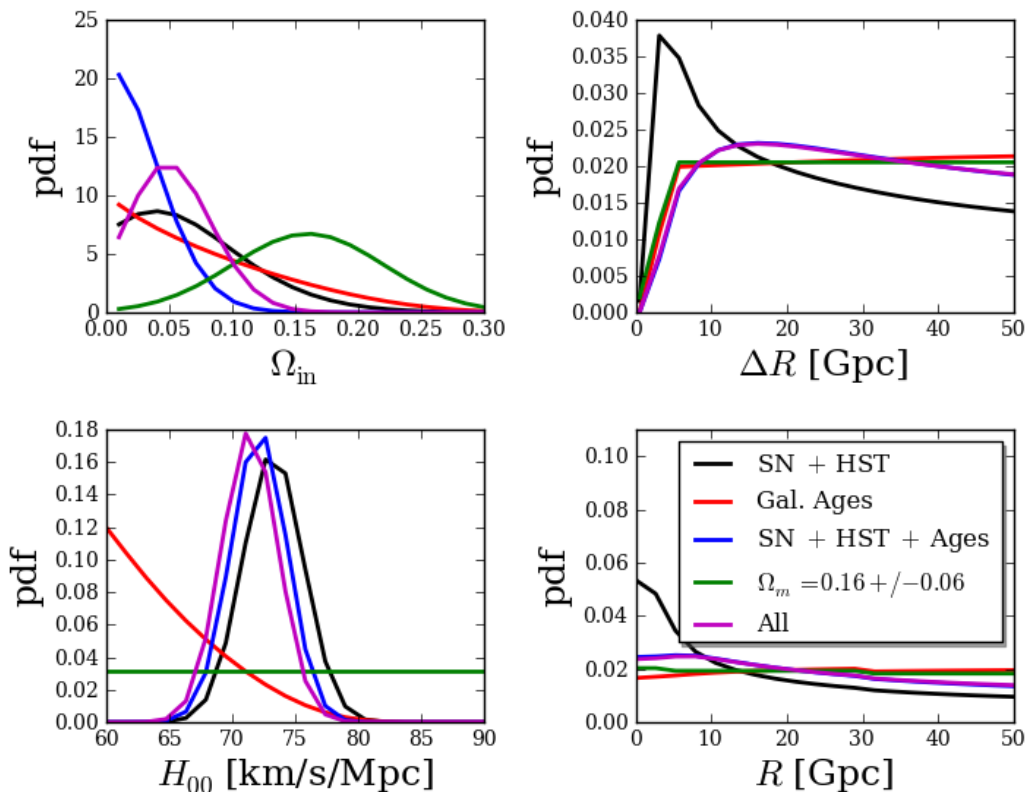 25
20
15
10
5
0
0.00 0.05 0.10 0.15 0.20 0.25 0.30
pdf
Ω_in
0.040
0.035
0.030
0.025
0.020
0.015
0.010
0.005
0.000
0 10 20 30 40 50
pdf
ΔR [Gpc]
0.18
0.16
0.14
0.12
0.10
0.08
0.06
0.04
0.02
0.00
60 65 70 75 80 85 90
pdf
H_00 [km/s/Mpc]
0.10
0.08
0.06
0.04
0.02
0.00
0 10 20 30 40 50
pdf
R [Gpc]
SN + HST
Gal. Ages
SN + HST + Ages
Ω_m =0.16+/-0.06
All